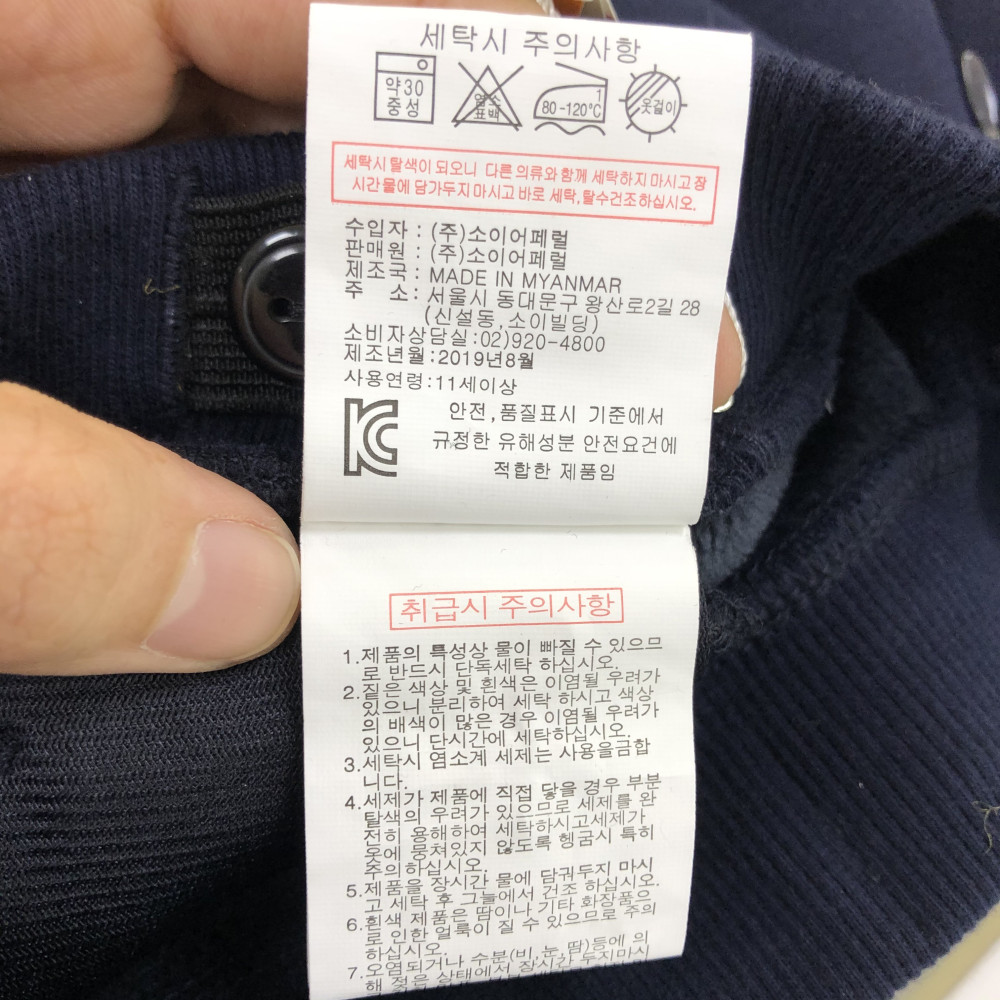 세탁시 주의사항
약30
중성
염소
표백
1
80-120℃
옷걸이
세탁시 탈색이 되오니 다른 의류와 함께 세탁하지 마시고 장
시간 물에 담가두지 마시고 바로 세탁,탈수건조하십시오.
수입자 : (주)소이어페럴
판매원 : (주)소이어페럴
제조국 : MADE IN MYANMAR
주 소 : 서울시 동대문구 왕산로2길 28
(신설동,소이빌딩)
소비자상담실:02)920-4800
제조년월:2019년8월
사용연령:11세이상
KC
안전,품질표시 기준에서
규정한 유해성분 안전요건에
적합한 제품임
취급시 주의사항
1.제품의 특성상 물이 빠질 수 있으므
로 반드시 단독세탁 하십시오.
2.짙은 색상 및 흰색은 이염될 우려가
있으니 분리하여 세탁 하시고 색상
의 배색이 많은 경우 이염될 우려가
있으니 단시간에 세탁하십시오.
3.세탁시 염소계 세제는 사용을금합
니다.
4.세제가 제품에 직접 닿을 경우 부분
탈색의 우려가 있으므로 세제를 완
전히 용해하여 세탁하시고세제가
옷에 뭉쳐있지 않도록 헹굼시 특히
주의하십시오.
5.제품을 장시간 물에 담궈두지 마시
고 세탁 후 그늘에서 건조 하십시오.
6.흰색 제품은 땀이나 기타 화장품으
로 인한 얼룩이 질 수 있으므로 주의
하십시오.
7.오염되거나 수분(비,눈 땀)등에 의
해 젖은 상태에서 장시간 두지마시